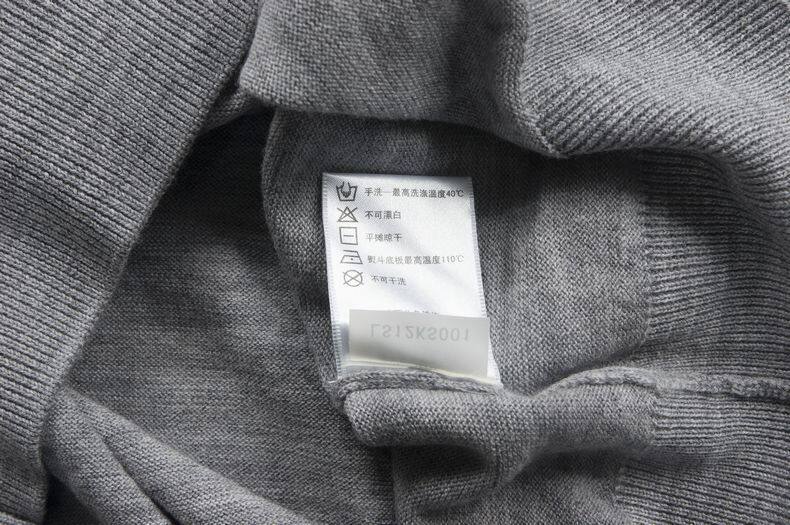 手洗－最高洗涤温度40℃
不可漂白
平摊晾干
熨斗底板最高温度110℃
不可干洗
LS12KS001